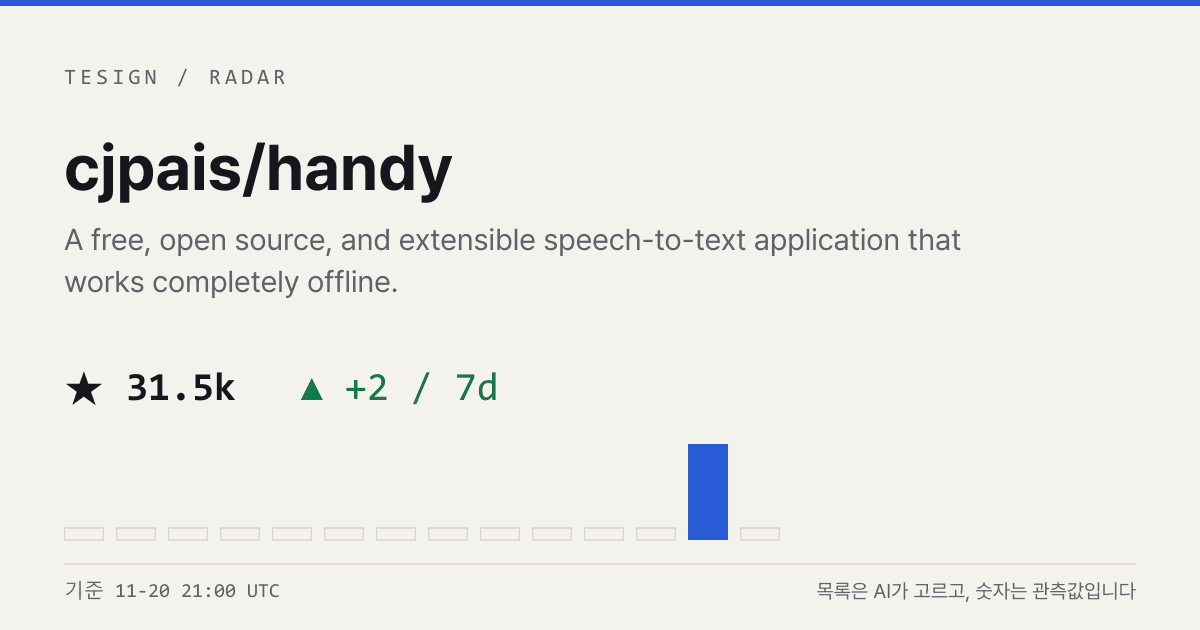 TESIGN / RADAR
cjpais/handy
A free, open source, and extensible speech-to-text application that
works completely offline.
★ 31.5k ▲ +2 / 7d
기준 11-20 21:00 UTC
목록은 AI가 고르고, 숫자는 관측값입니다